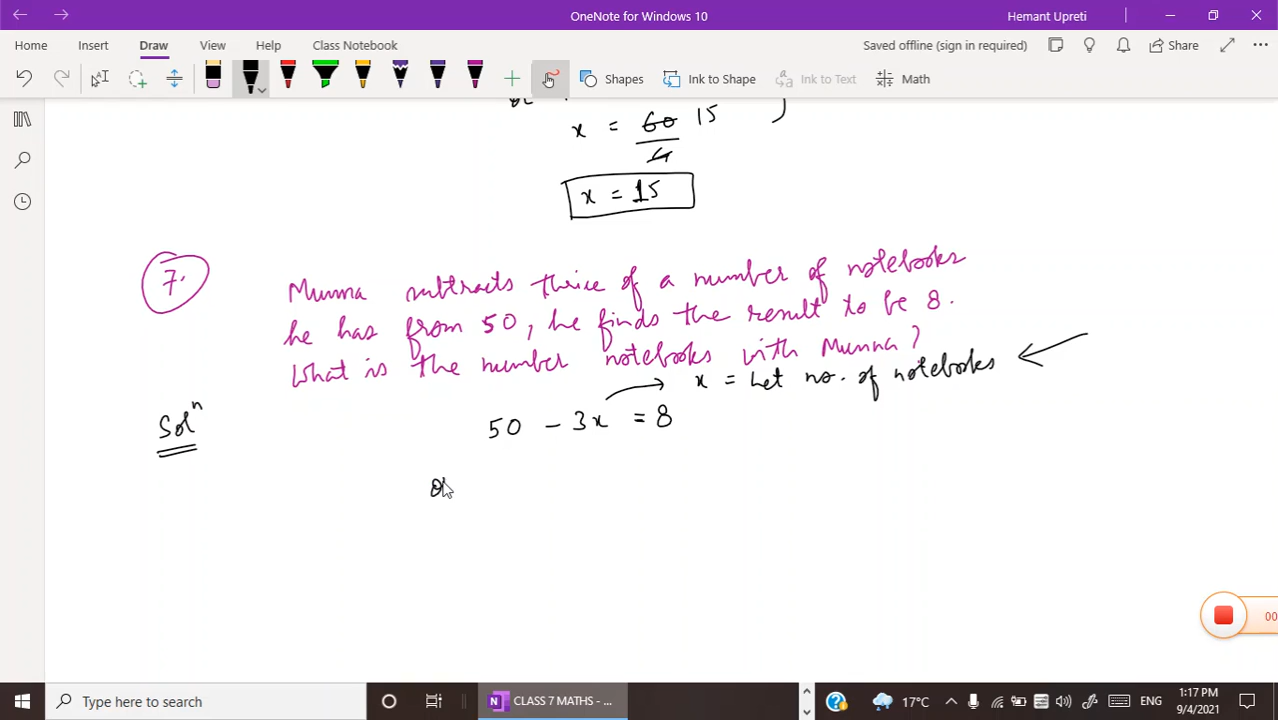 OneNote for Windows 10
Hemant Upreti
Home Insert Draw View Help Class Notebook
Saved offline (sign in required) Share
Shapes Ink to Shape Ink to Text Math
x = 60 15
4
x = 15
7. Munna subtracts thrice of a number of notebooks
he has from 50, he finds the result to be 8.
What is the number notebooks with Munna?
x = Let no. of notebooks
Solⁿ
50 - 3x = 8
or
00
Type here to search
CLASS 7 MATHS - ...
17°C
ENG
1:17 PM
9/4/2021